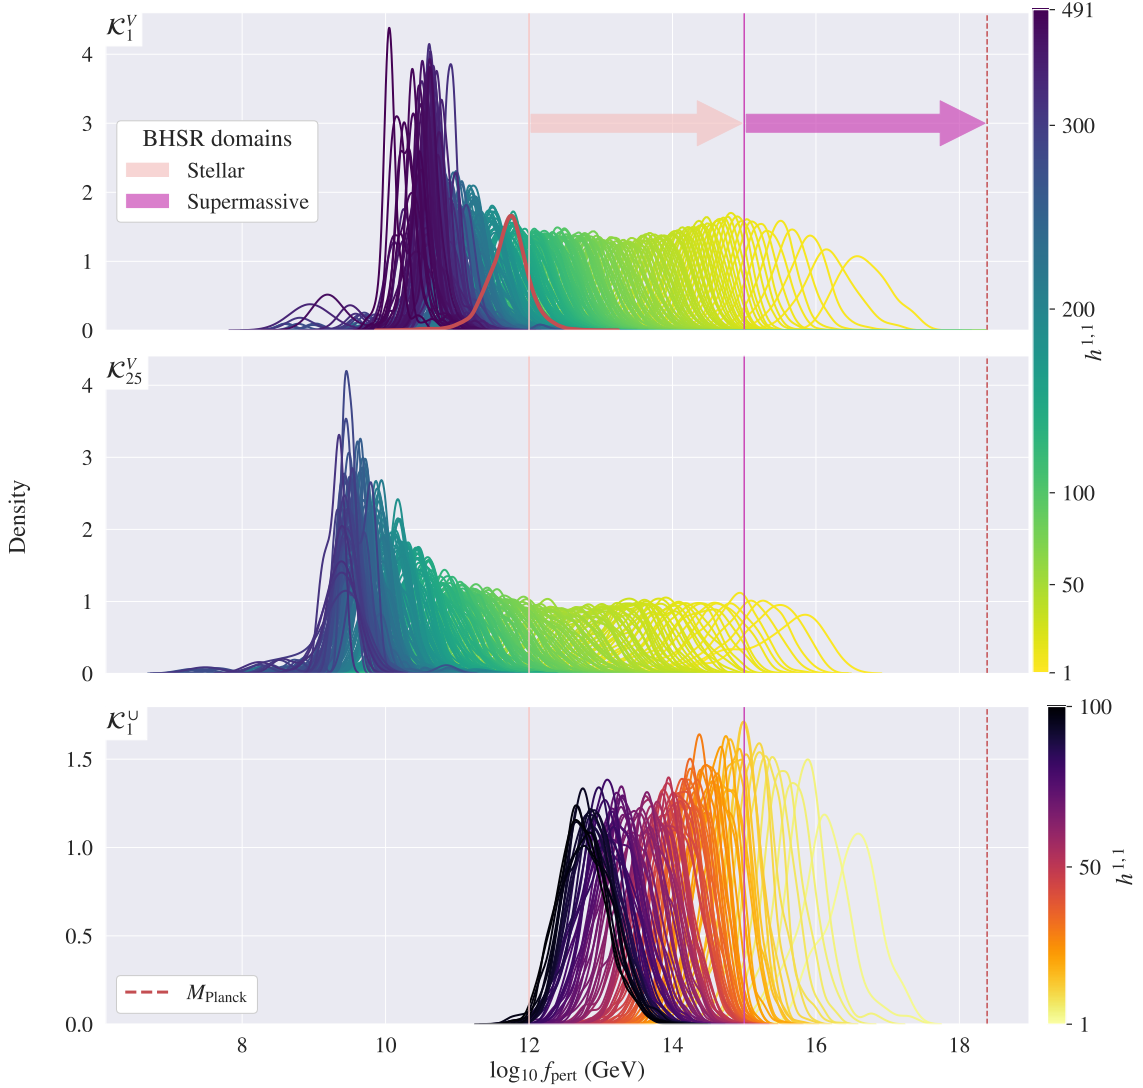 𝒦₁ⱽ
4
3
2
1
0
BHSR domains
Stellar
Supermassive
491
300
200
100
50
1
h^{1,1}
𝒦₂₅ⱽ
4
3
2
1
0
Density
𝒦₁^∪
1.5
1.0
0.5
0.0
M_Planck
100
50
1
h^{1,1}
8 10 12 14 16 18
log₁₀ f_pert (GeV)